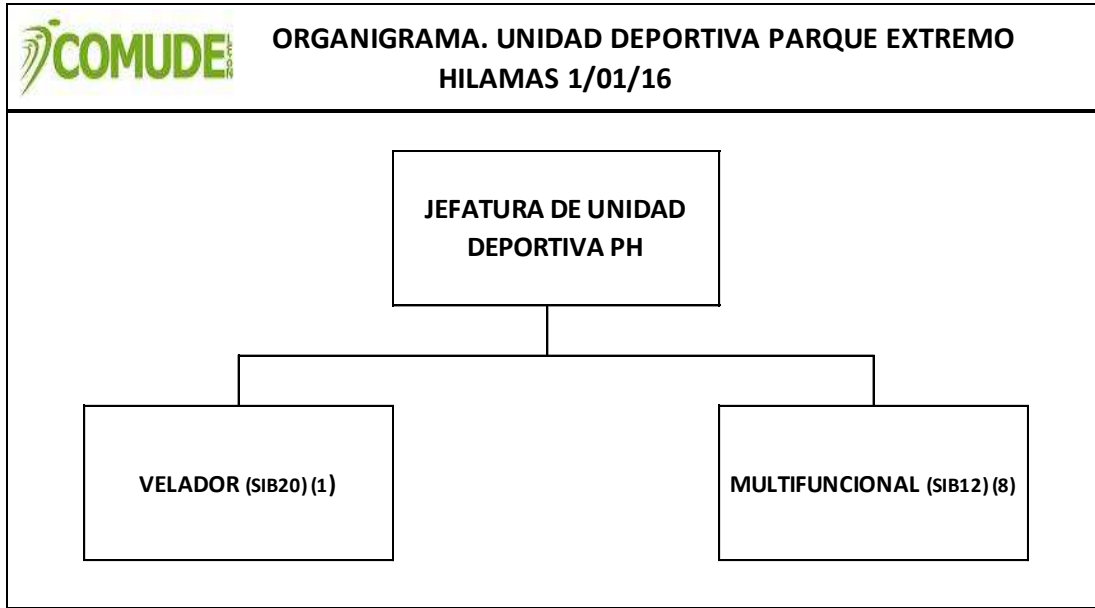 COMUDE LEON
ORGANIGRAMA. UNIDAD DEPORTIVA PARQUE EXTREMO
HILAMAS 1/01/16
JEFATURA DE UNIDAD
DEPORTIVA PH
VELADOR (SIB20) (1)
MULTIFUNCIONAL (SIB12) (8)